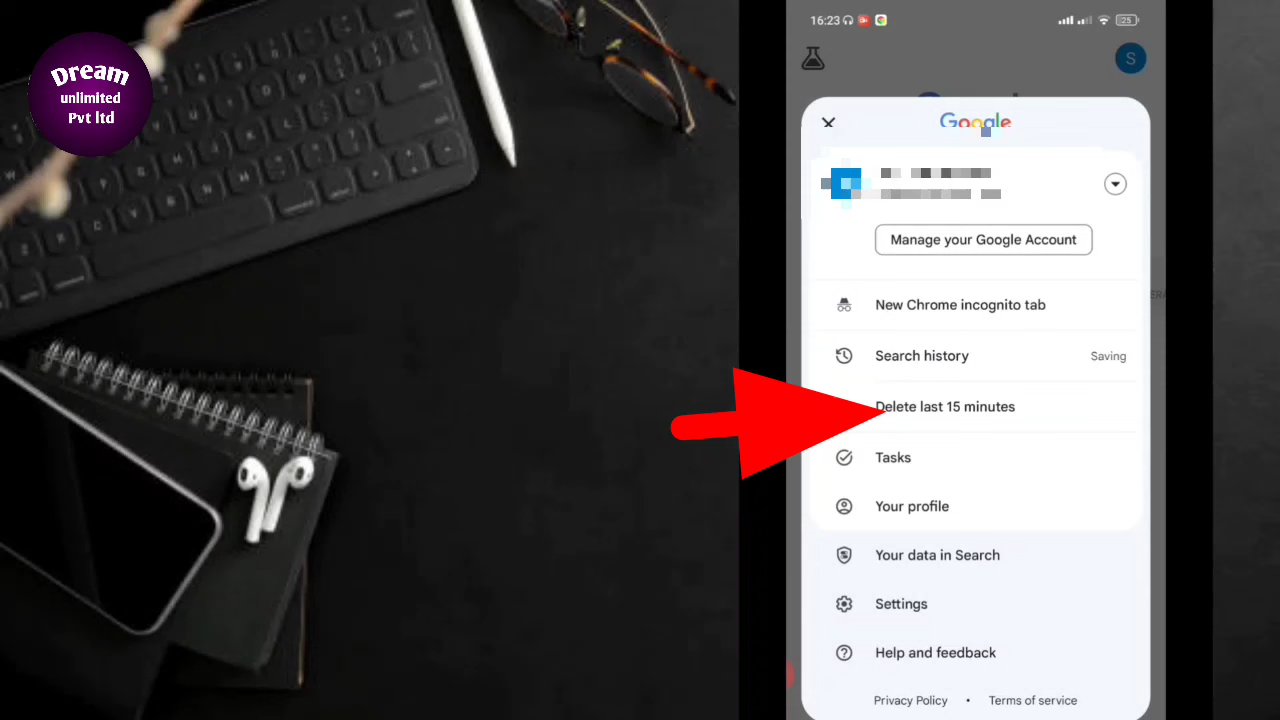 Dream
unlimited
Pvt ltd
16:23
25
S
Google
Manage your Google Account
New Chrome incognito tab
Search history
Saving
Delete last 15 minutes
Tasks
Your profile
Your data in Search
Settings
Help and feedback
Privacy Policy • Terms of service